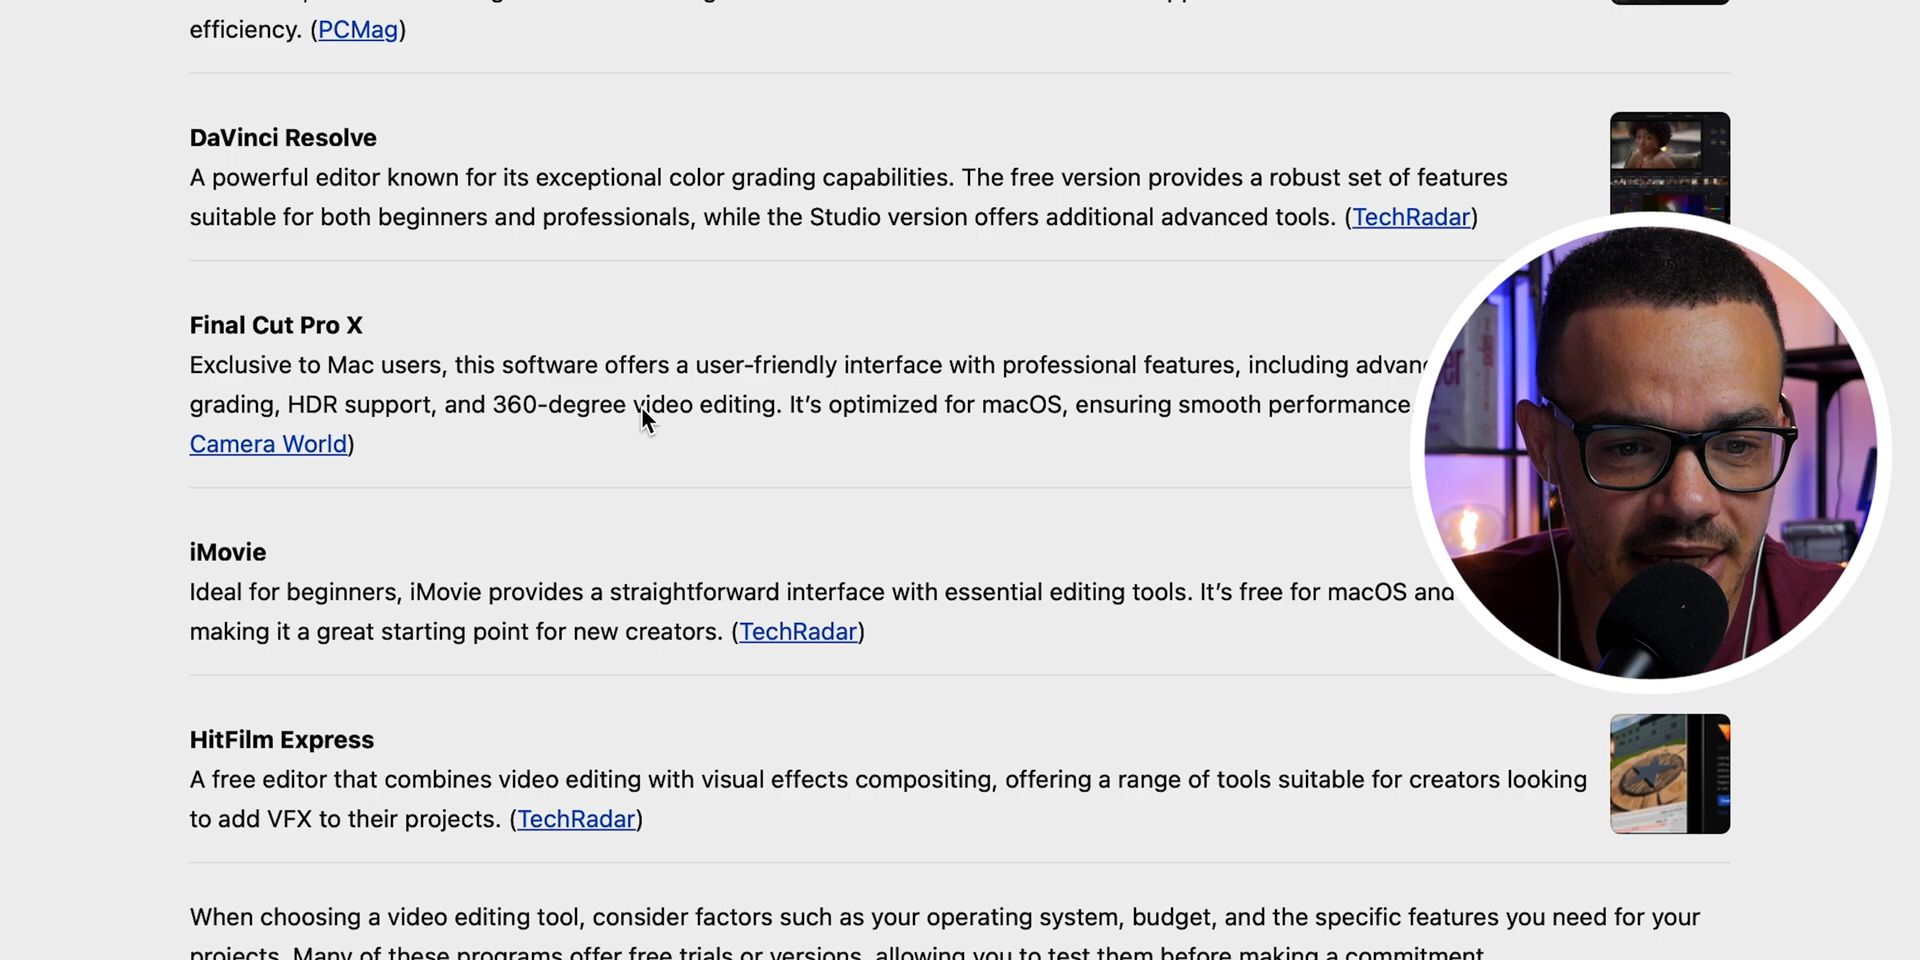 efficiency. (PCMag)
DaVinci Resolve
A powerful editor known for its exceptional color grading capabilities. The free version provides a robust set of features
suitable for both beginners and professionals, while the Studio version offers additional advanced tools. (TechRadar)
Final Cut Pro X
Exclusive to Mac users, this software offers a user-friendly interface with professional features, including
grading, HDR support, and 360-degree video editing. It’s optimized for macOS, ensuring smooth performance.
Camera World)
iMovie
Ideal for beginners, iMovie provides a straightforward interface with essential editing tools. It’s free for macOS and
making it a great starting point for new creators. (TechRadar)
HitFilm Express
A free editor that combines video editing with visual effects compositing, offering a range of tools suitable for creators looking
to add VFX to their projects. (TechRadar)
When choosing a video editing tool, consider factors such as your operating system, budget, and the specific features you need for your
projects. Many of these programs offer free trials or versions, allowing you to test them before making a commitment.